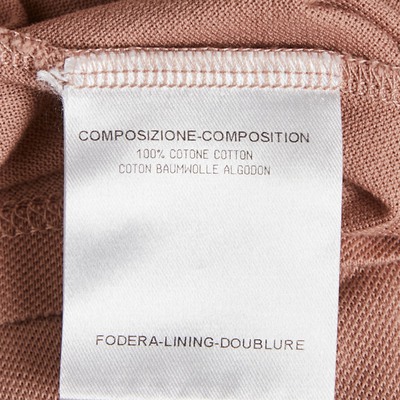 COMPOSIZIONE-COMPOSITION
100% COTONE COTTON
COTON BAUMWOLLE ALGODON
FODERA-LINING-DOUBLURE